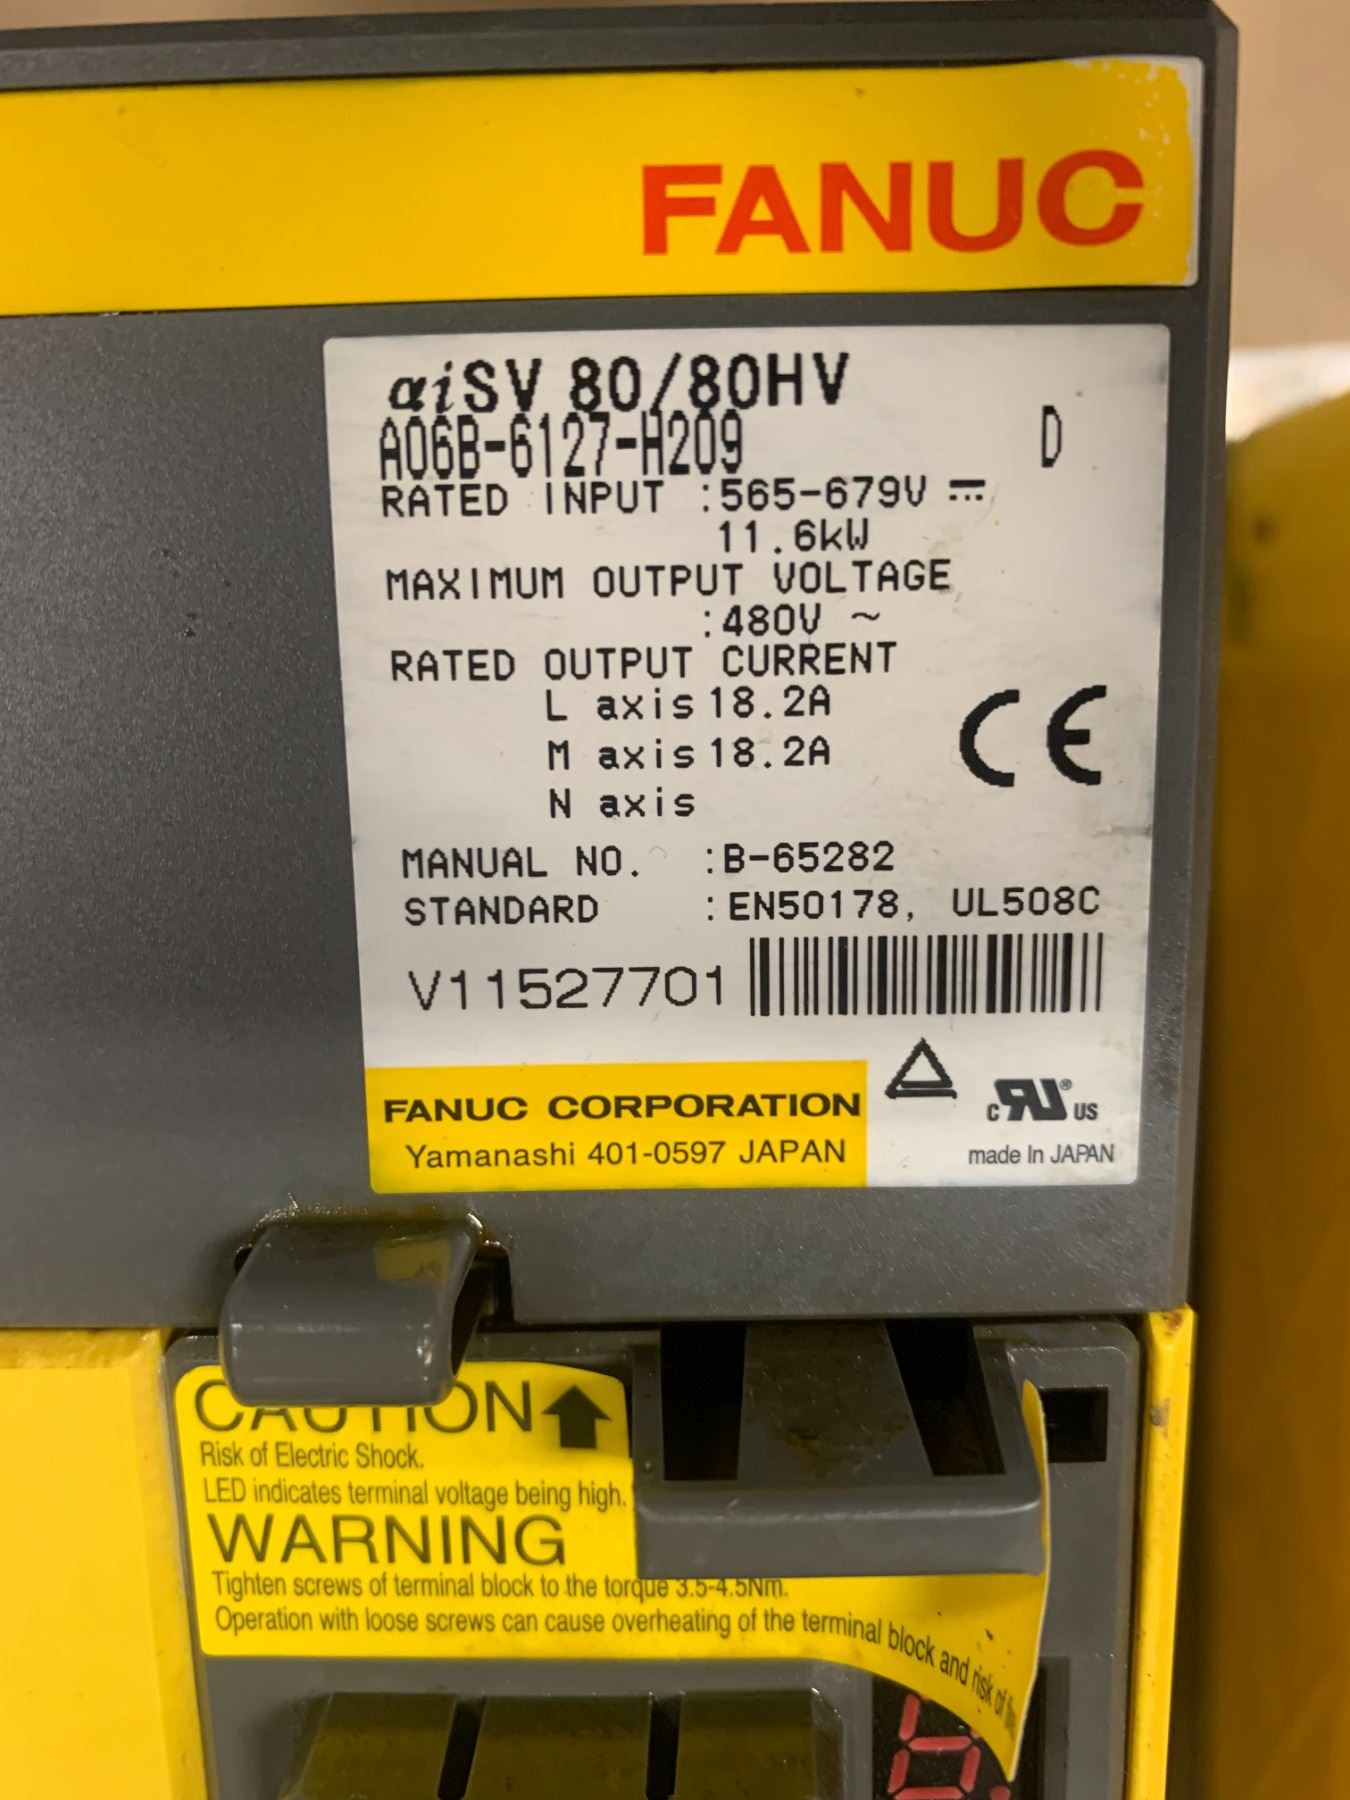 FANUC
αiSV 80/80HV
A06B-6127-H209 D
RATED INPUT :565-679V ⎓
11.6kW
MAXIMUM OUTPUT VOLTAGE
:480V ~
RATED OUTPUT CURRENT
L axis 18.2A
M axis 18.2A
N axis
CE
MANUAL NO. :B-65282
STANDARD :EN50178, UL508C
V11527701
FANUC CORPORATION
Yamanashi 401-0597 JAPAN
c RU ® US
made In JAPAN
CAUTION
Risk of Electric Shock.
LED indicates terminal voltage being high.
WARNING
Tighten screws of terminal block to the torque 3.5-4.5Nm.
Operation with loose screws can cause overheating of the terminal block and risk of